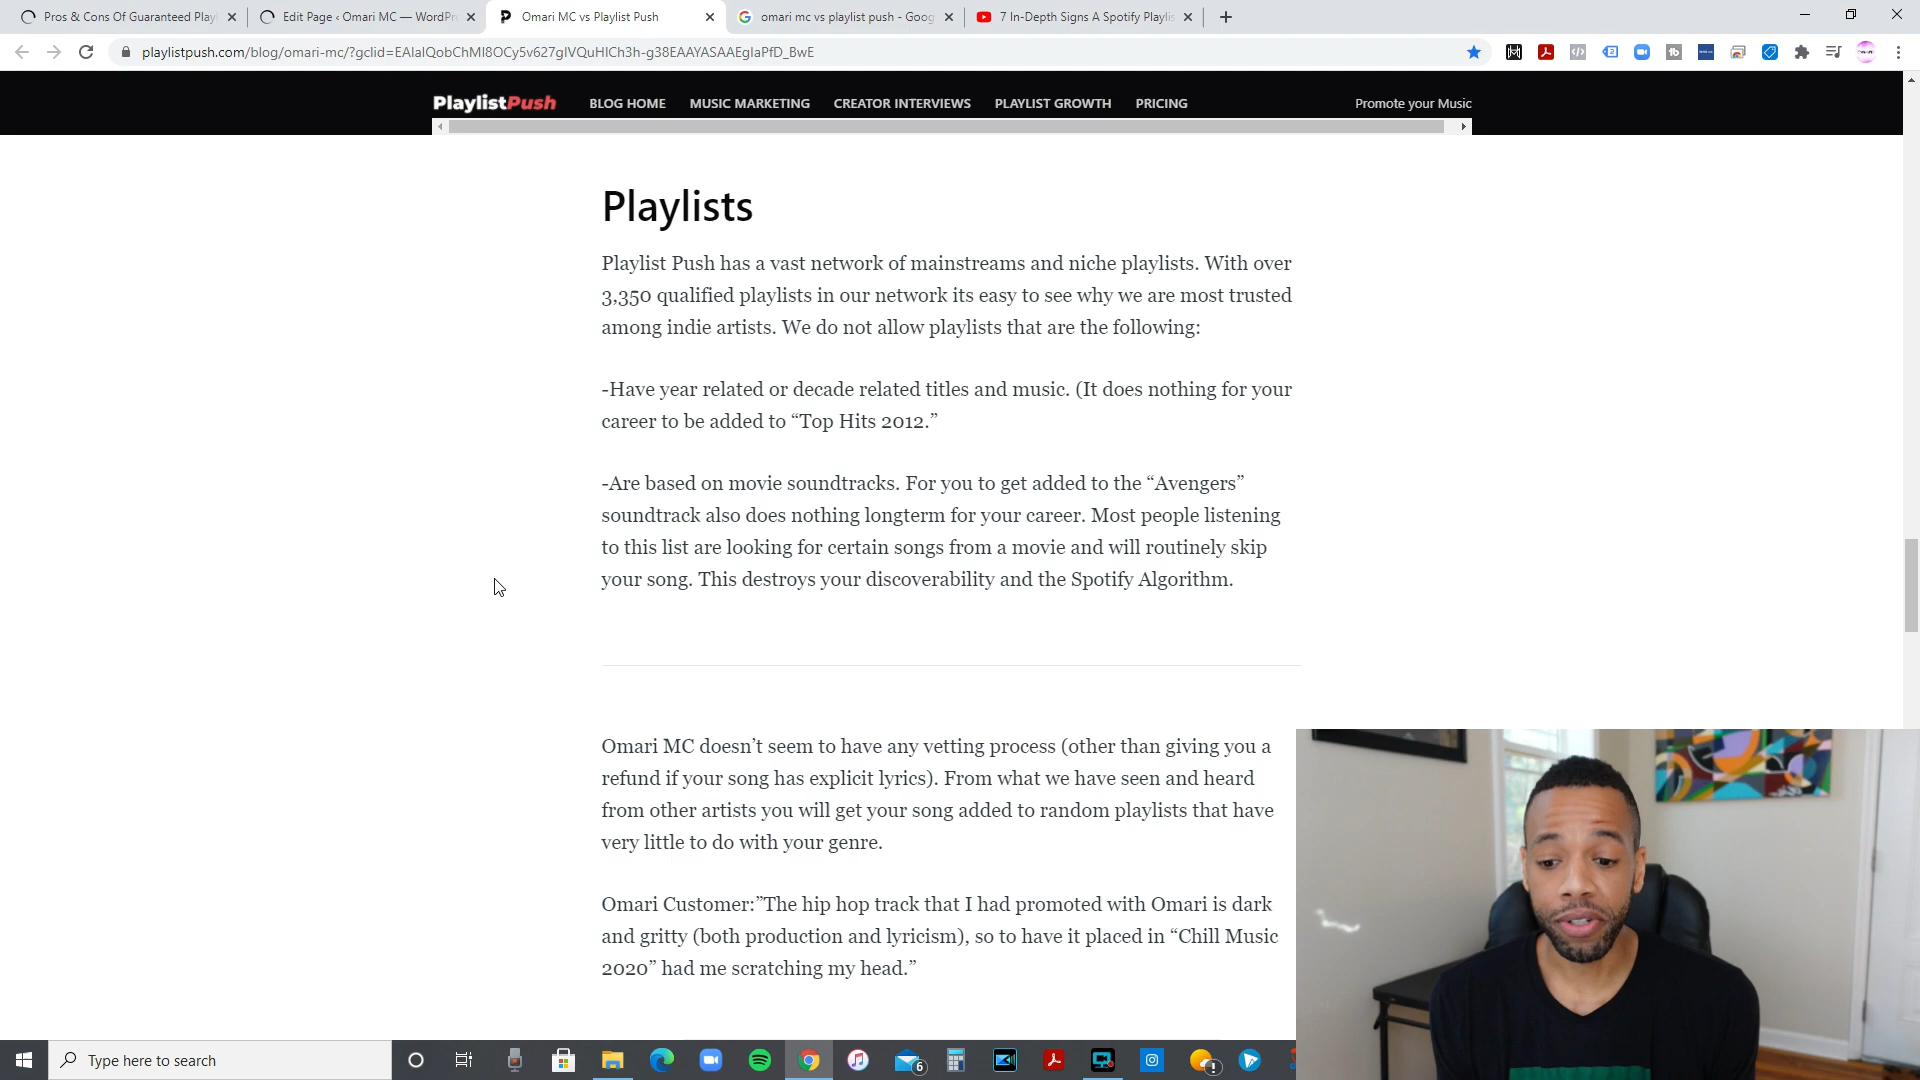 Pros & Cons Of Guaranteed Play
Edit Page ‹ Omari MC — WordPr
Omari MC vs Playlist Push
omari mc vs playlist push - Goog
7 In-Depth Signs A Spotify Playlis
playlistpush.com/blog/omari-mc/?gclid=EAIaIQobChMI8OCy5v627gIVQuHICh3h-g38EAAYASAAEgIaPfD_BwE
PlaylistPush
BLOG HOME
MUSIC MARKETING
CREATOR INTERVIEWS
PLAYLIST GROWTH
PRICING
Promote your Music
Playlists
Playlist Push has a vast network of mainstreams and niche playlists. With over
3,350 qualified playlists in our network its easy to see why we are most trusted
among indie artists. We do not allow playlists that are the following:
-Have year related or decade related titles and music. (It does nothing for your
career to be added to “Top Hits 2012.”
-Are based on movie soundtracks. For you to get added to the “Avengers”
soundtrack also does nothing longterm for your career. Most people listening
to this list are looking for certain songs from a movie and will routinely skip
your song. This destroys your discoverability and the Spotify Algorithm.
Omari MC doesn’t seem to have any vetting process (other than giving you a
refund if your song has explicit lyrics). From what we have seen and heard
from other artists you will get your song added to random playlists that have
very little to do with your genre.
Omari Customer:”The hip hop track that I had promoted with Omari is dark
and gritty (both production and lyricism), so to have it placed in “Chill Music
2020” had me scratching my head.”
Type here to search
6